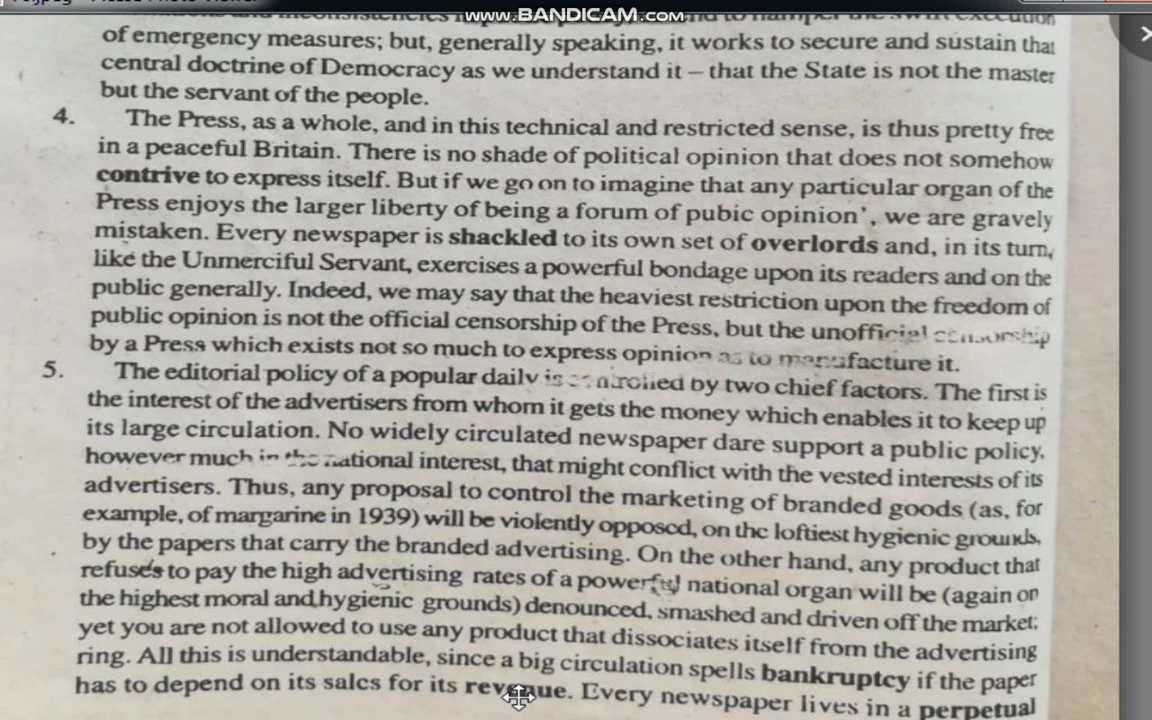 www.BANDICAM.com
of emergency measures; but, generally speaking, it works to secure and sustain that
central doctrine of Democracy as we understand it – that the State is not the master
but the servant of the people.
4. The Press, as a whole, and in this technical and restricted sense, is thus pretty free
in a peaceful Britain. There is no shade of political opinion that does not somehow
contrive to express itself. But if we go on to imagine that any particular organ of the
Press enjoys the larger liberty of being a forum of pubic opinion', we are gravely
mistaken. Every newspaper is shackled to its own set of overlords and, in its turn,
like the Unmerciful Servant, exercises a powerful bondage upon its readers and on the
public generally. Indeed, we may say that the heaviest restriction upon the freedom of
public opinion is not the official censorship of the Press, but the unofficial censorship
by a Press which exists not so much to express opinion as to manufacture it.
5. The editorial policy of a popular daily is controlled by two chief factors. The first is
the interest of the advertisers from whom it gets the money which enables it to keep up
its large circulation. No widely circulated newspaper dare support a public policy,
however much in the national interest, that might conflict with the vested interests of its
advertisers. Thus, any proposal to control the marketing of branded goods (as, for
example, of margarine in 1939) will be violently opposed, on the loftiest hygienic grounds,
by the papers that carry the branded advertising. On the other hand, any product that
refuses to pay the high advertising rates of a powerful national organ will be (again on
the highest moral and hygienic grounds) denounced, smashed and driven off the market;
yet you are not allowed to use any product that dissociates itself from the advertising
ring. All this is understandable, since a big circulation spells bankruptcy if the paper
has to depend on its sales for its revenue. Every newspaper lives in a perpetual